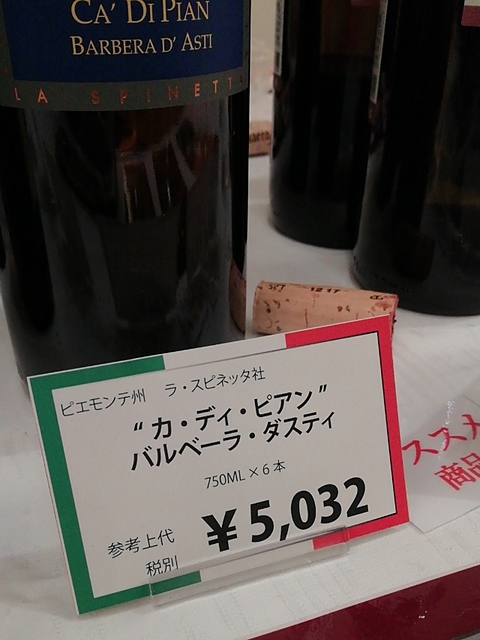 CA' DI PIAN
BARBERA D' ASTI
LA SPINETT
1217
ピエモンテ州 ラ・スピネッタ社
“カ・ディ・ピアン”
バルベーラ・ダスティ
750ML×6本
参考上代
税別
¥5,032
ススメ
商品